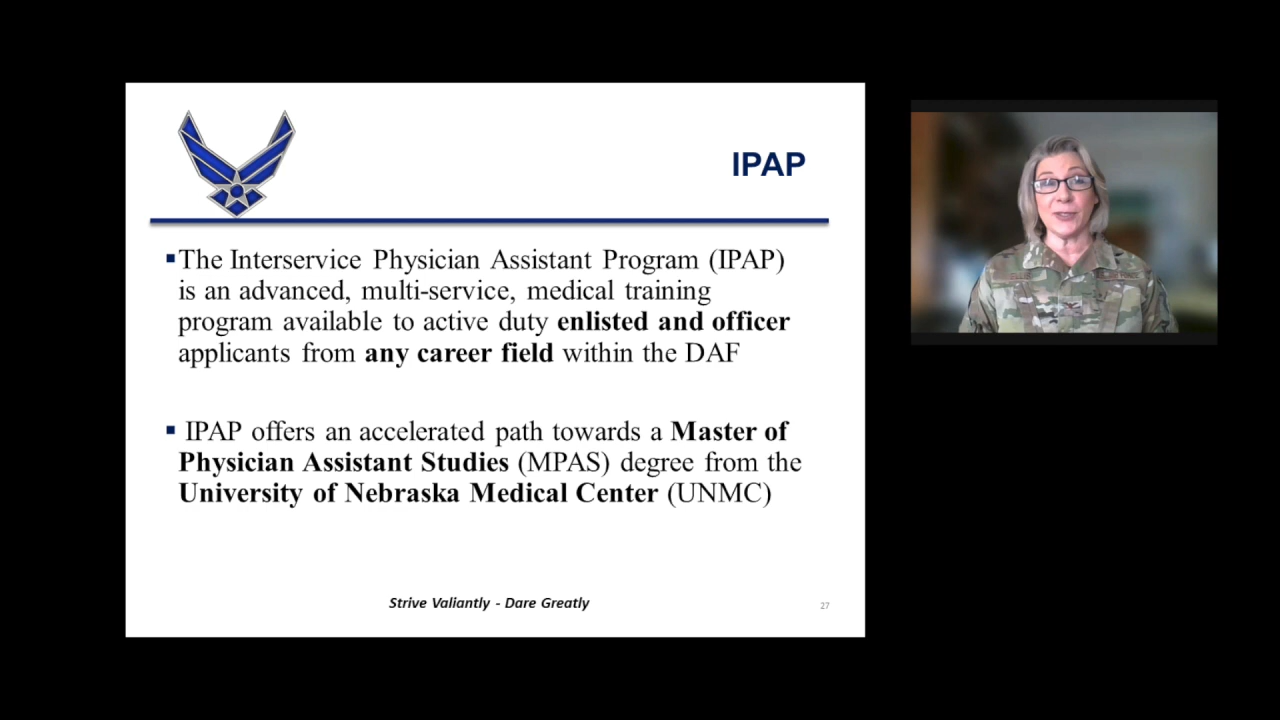 IPAP
▪The Interservice Physician Assistant Program (IPAP)
is an advanced, multi-service, medical training
program available to active duty enlisted and officer
applicants from any career field within the DAF
▪ IPAP offers an accelerated path towards a Master of
Physician Assistant Studies (MPAS) degree from the
University of Nebraska Medical Center (UNMC)
Strive Valiantly - Dare Greatly
27